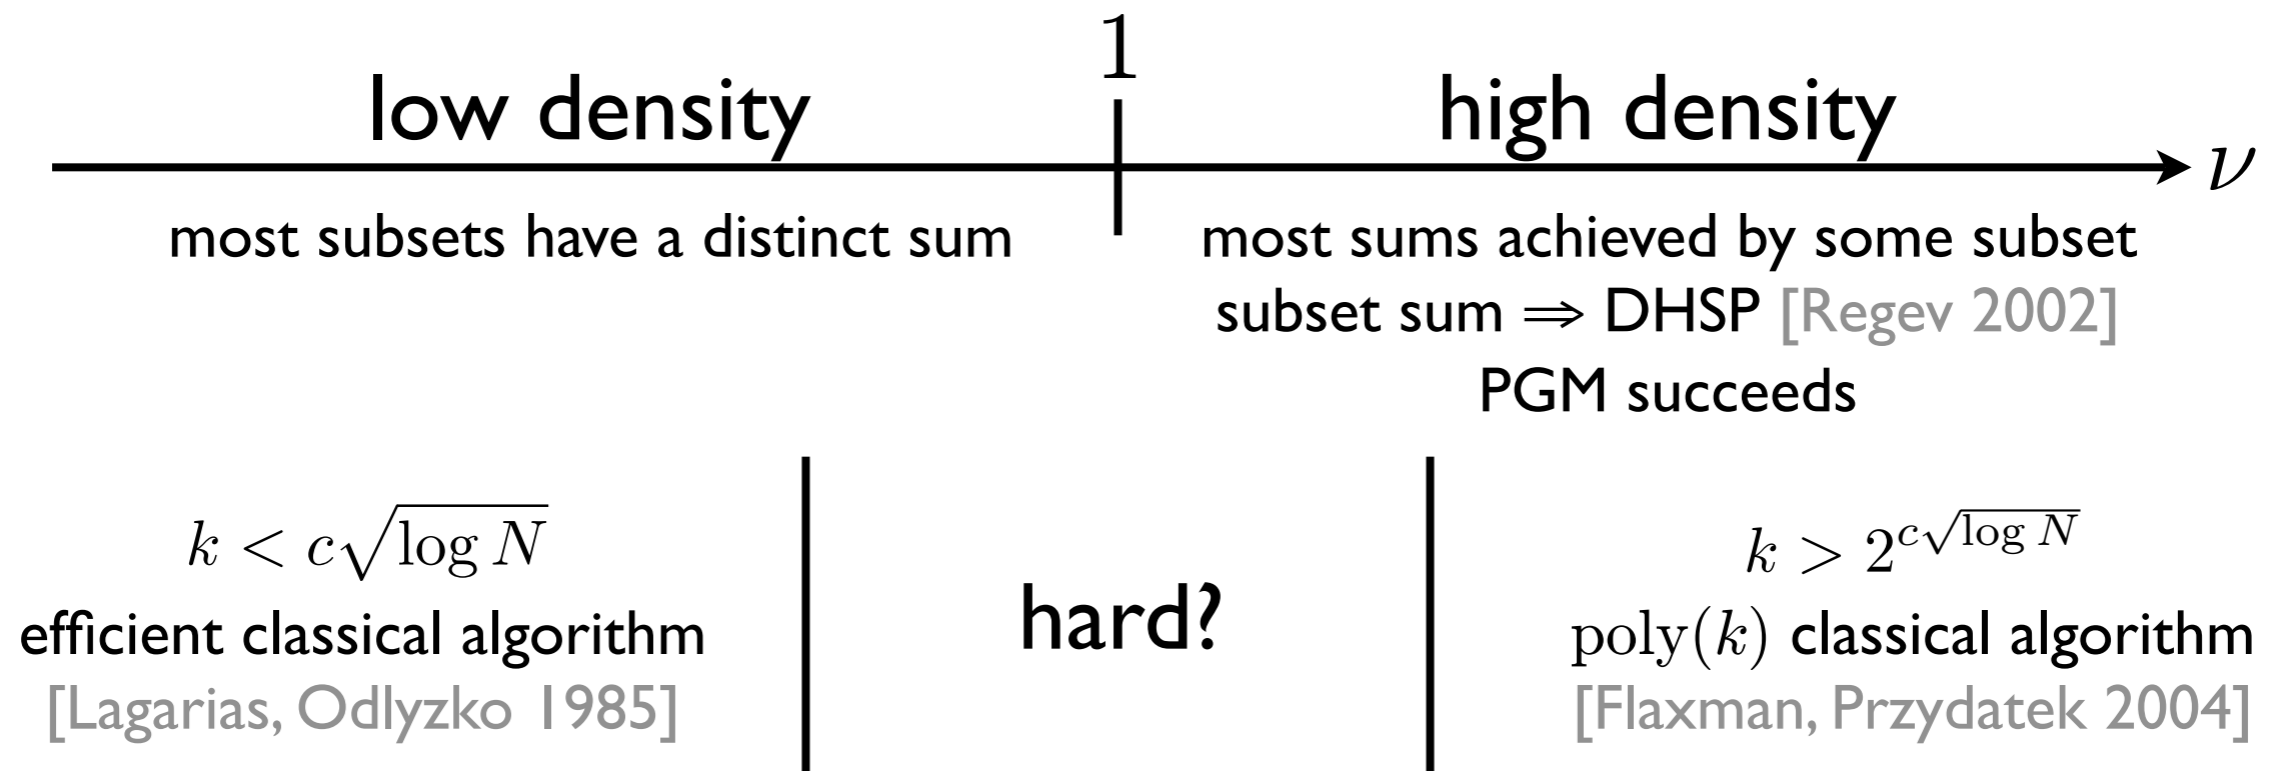 1
low density
high density
ν
most subsets have a distinct sum
most sums achieved by some subset
subset sum ⇒ DHSP [Regev 2002]
PGM succeeds
k < c√log N
efficient classical algorithm
[Lagarias, Odlyzko 1985]
hard?
k > 2^{c√log N}
poly(k) classical algorithm
[Flaxman, Przydatek 2004]